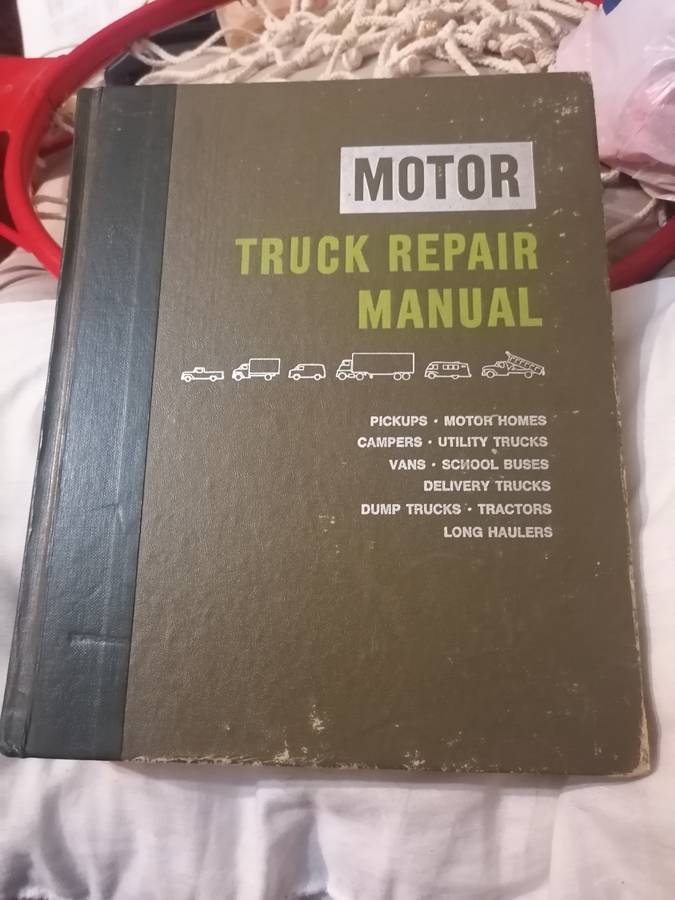 MOTOR
TRUCK REPAIR
MANUAL
PICKUPS • MOTOR HOMES
CAMPERS • UTILITY TRUCKS
VANS • SCHOOL BUSES
DELIVERY TRUCKS
DUMP TRUCKS • TRACTORS
LONG HAULERS